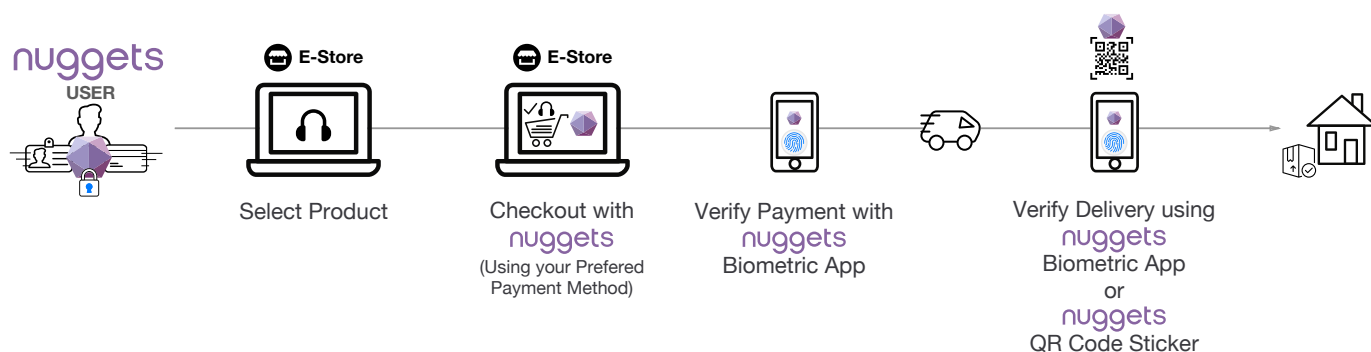 nuggets
USER
E-Store
Select Product
E-Store
Checkout with
nuggets
(Using your Prefered
Payment Method)
Verify Payment with
nuggets
Biometric App
Verify Delivery using
nuggets
Biometric App
or
nuggets
QR Code Sticker